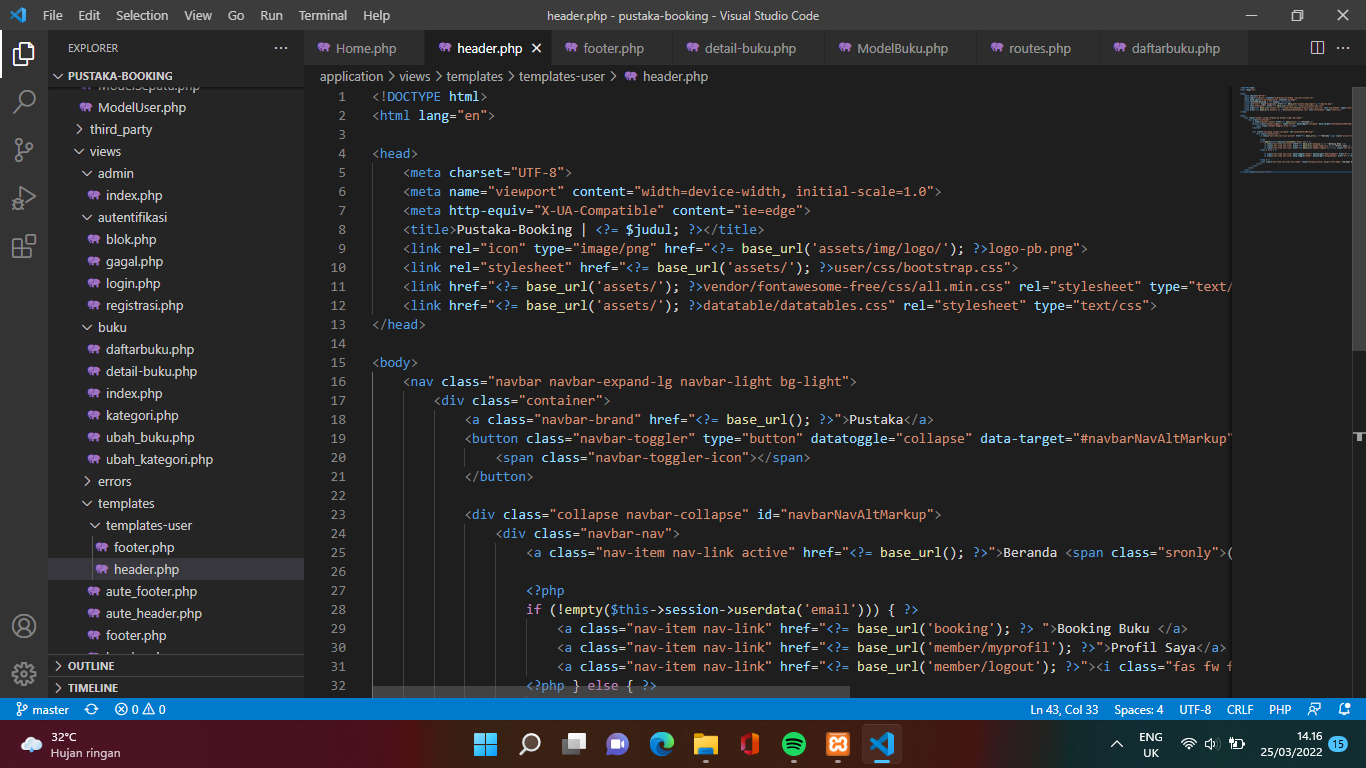 File Edit Selection View Go Run Terminal Help
header.php - pustaka-booking - Visual Studio Code
EXPLORER
PUSTAKA-BOOKING
ModelSepatu.php
ModelUser.php
third_party
views
admin
index.php
autentifikasi
blok.php
gagal.php
login.php
registrasi.php
buku
daftarbuku.php
detail-buku.php
index.php
kategori.php
ubah_buku.php
ubah_kategori.php
errors
templates
templates-user
footer.php
header.php
aute_footer.php
aute_header.php
footer.php
OUTLINE
TIMELINE
Home.php header.php footer.php detail-buku.php ModelBuku.php routes.php daftarbuku.php
application > views > templates > templates-user > header.php
1 <!DOCTYPE html>
2 <html lang="en">
3
4 <head>
5 <meta charset="UTF-8">
6 <meta name="viewport" content="width=device-width, initial-scale=1.0">
7 <meta http-equiv="X-UA-Compatible" content="ie=edge">
8 <title>Pustaka-Booking | <?= $judul; ?></title>
9 <link rel="icon" type="image/png" href="<?= base_url('assets/img/logo/'); ?>logo-pb.png">
10 <link rel="stylesheet" href="<?= base_url('assets/'); ?>user/css/bootstrap.css">
11 <link href="<?= base_url('assets/'); ?>vendor/fontawesome-free/css/all.min.css" rel="stylesheet" type="text/
12 <link href="<?= base_url('assets/'); ?>datatable/datatables.css" rel="stylesheet" type="text/css">
13 </head>
14
15 <body>
16 <nav class="navbar navbar-expand-lg navbar-light bg-light">
17 <div class="container">
18 <a class="navbar-brand" href="<?= base_url(); ?>">Pustaka</a>
19 <button class="navbar-toggler" type="button" datatoggle="collapse" data-target="#navbarNavAltMarkup"
20 <span class="navbar-toggler-icon"></span>
21 </button>
22
23 <div class="collapse navbar-collapse" id="navbarNavAltMarkup">
24 <div class="navbar-nav">
25 <a class="nav-item nav-link active" href="<?= base_url(); ?>">Beranda <span class="sronly">(
26
27 <?php
28 if (!empty($this->session->userdata('email'))) { ?>
29 <a class="nav-item nav-link" href="<?= base_url('booking'); ?> ">Booking Buku </a>
30 <a class="nav-item nav-link" href="<?= base_url('member/myprofil'); ?>">Profil Saya</a>
31 <a class="nav-item nav-link" href="<?= base_url('member/logout'); ?>"><i class="fas fw f
32 <?php } else { ?>
master 0 0
Ln 43, Col 33 Spaces: 4 UTF-8 CRLF PHP
32°C
Hujan ringan
ENG
UK
14.16
25/03/2022
15